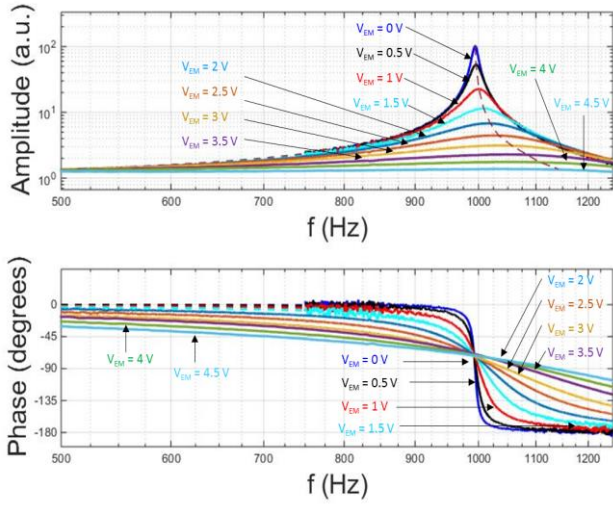 Amplitude (a.u.)
10²
10¹
10⁰
V_EM = 0 V
V_EM = 0.5 V
V_EM = 1 V
V_EM = 1.5 V
V_EM = 2 V
V_EM = 2.5 V
V_EM = 3 V
V_EM = 3.5 V
V_EM = 4 V
V_EM = 4.5 V
500 600 700 800 900 1000 1100 1200
f (Hz)
Phase (degrees)
0
-45
-90
-135
-180
V_EM = 2 V
V_EM = 2.5 V
V_EM = 3 V
V_EM = 3.5 V
V_EM = 4 V
V_EM = 4.5 V
V_EM = 0 V
V_EM = 0.5 V
V_EM = 1 V
V_EM = 1.5 V
500 600 700 800 900 1000 1100 1200
f (Hz)